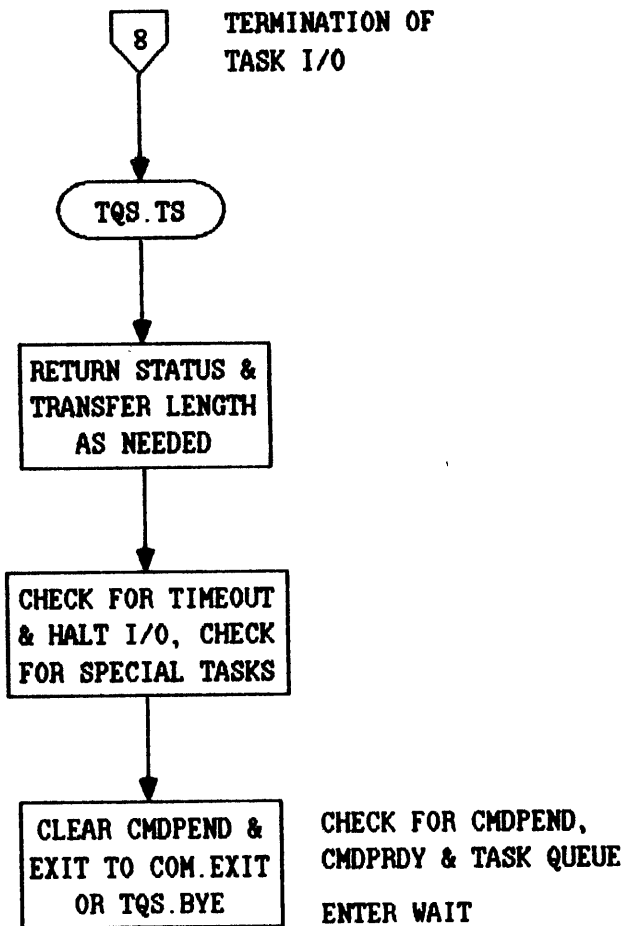 8
TERMINATION OF
TASK I/O
TQS.TS
RETURN STATUS &
TRANSFER LENGTH
AS NEEDED
CHECK FOR TIMEOUT
& HALT I/O, CHECK
FOR SPECIAL TASKS
CLEAR CMDPEND &
EXIT TO COM.EXIT
OR TQS.BYE
CHECK FOR CMDPEND,
CMDPRDY & TASK QUEUE
ENTER WAIT